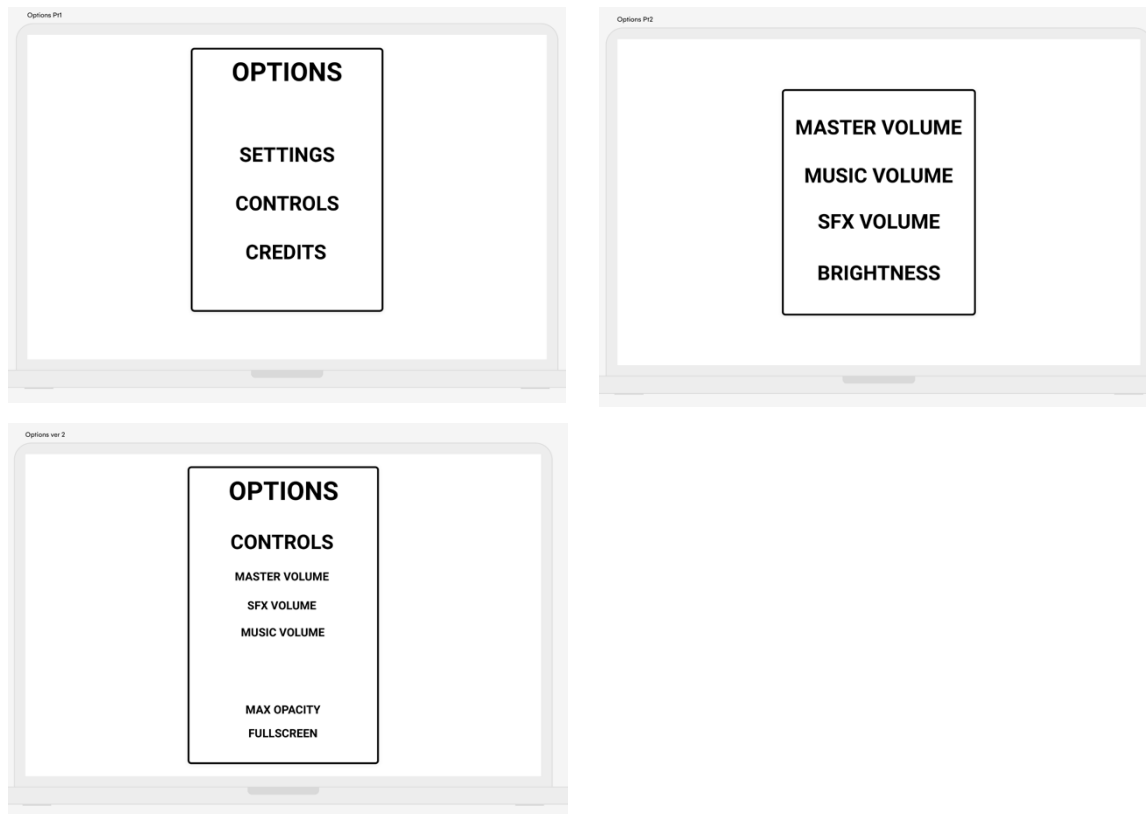 Options Pt1
OPTIONS
SETTINGS
CONTROLS
CREDITS
Options Pt2
MASTER VOLUME
MUSIC VOLUME
SFX VOLUME
BRIGHTNESS
Options ver 2
OPTIONS
CONTROLS
MASTER VOLUME
SFX VOLUME
MUSIC VOLUME
MAX OPACITY
FULLSCREEN